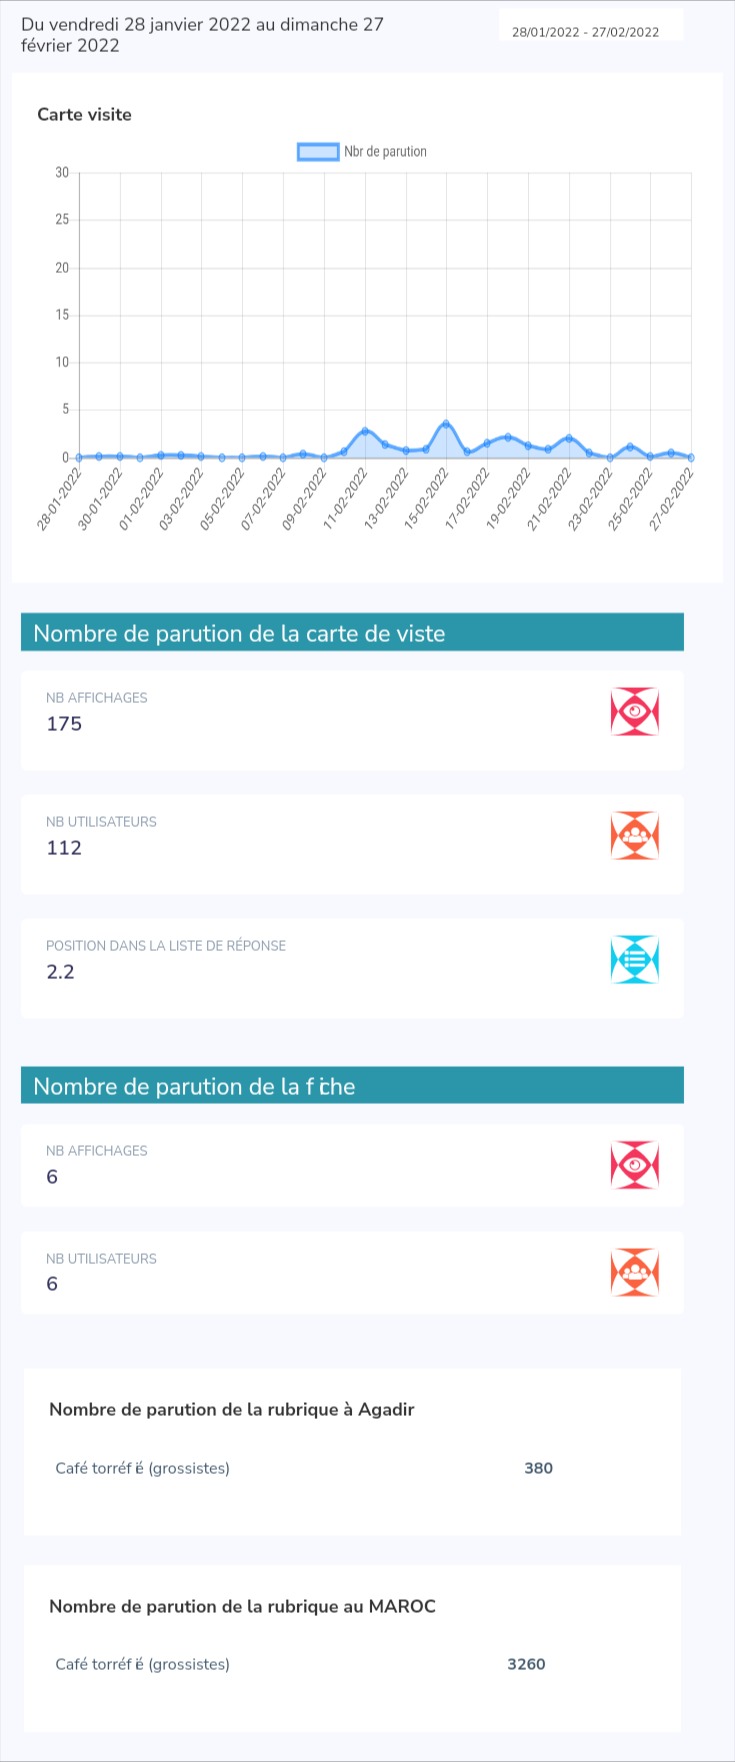 Du vendredi 28 janvier 2022 au dimanche 27
février 2022
28/01/2022 - 27/02/2022
Carte visite
Nbr de parution
30
25
20
15
10
5
0
28-01-2022
30-01-2022
01-02-2022
03-02-2022
05-02-2022
07-02-2022
09-02-2022
11-02-2022
13-02-2022
15-02-2022
17-02-2022
19-02-2022
21-02-2022
23-02-2022
25-02-2022
27-02-2022
Nombre de parution de la carte de viste
NB AFFICHAGES
175
NB UTILISATEURS
112
POSITION DANS LA LISTE DE RÉPONSE
2.2
Nombre de parution de la fiche
NB AFFICHAGES
6
NB UTILISATEURS
6
Nombre de parution de la rubrique à Agadir
Café torréfié (grossistes)
380
Nombre de parution de la rubrique au MAROC
Café torréfié (grossistes)
3260